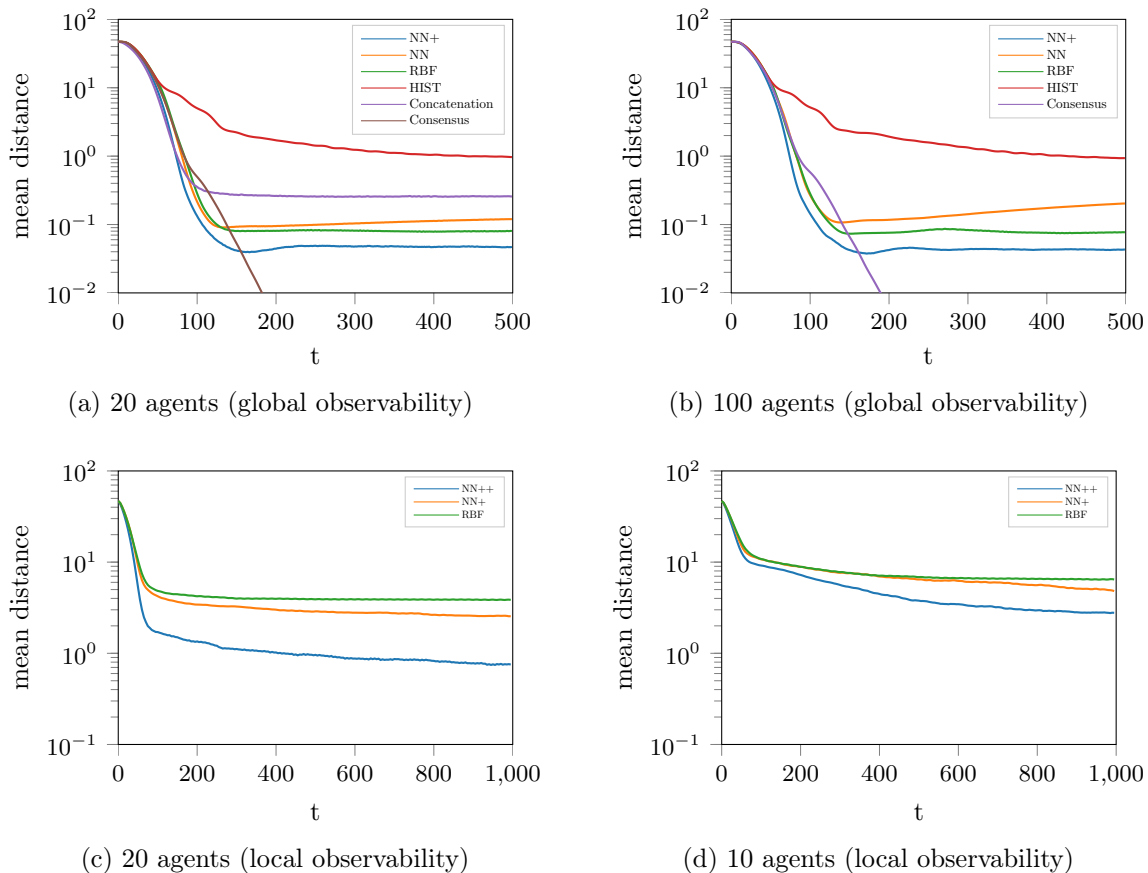 10^2
10^1
10^0
10^−1
10^−2
mean distance
NN+
NN
RBF
HIST
Concatenation
Consensus
0 100 200 300 400 500
t
(a) 20 agents (global observability)
10^2
10^1
10^0
10^−1
10^−2
mean distance
NN+
NN
RBF
HIST
Consensus
0 100 200 300 400 500
t
(b) 100 agents (global observability)
10^2
10^1
10^0
10^−1
mean distance
NN++
NN+
RBF
0 200 400 600 800 1,000
t
(c) 20 agents (local observability)
10^2
10^1
10^0
10^−1
mean distance
NN++
NN+
RBF
0 200 400 600 800 1,000
t
(d) 10 agents (local observability)